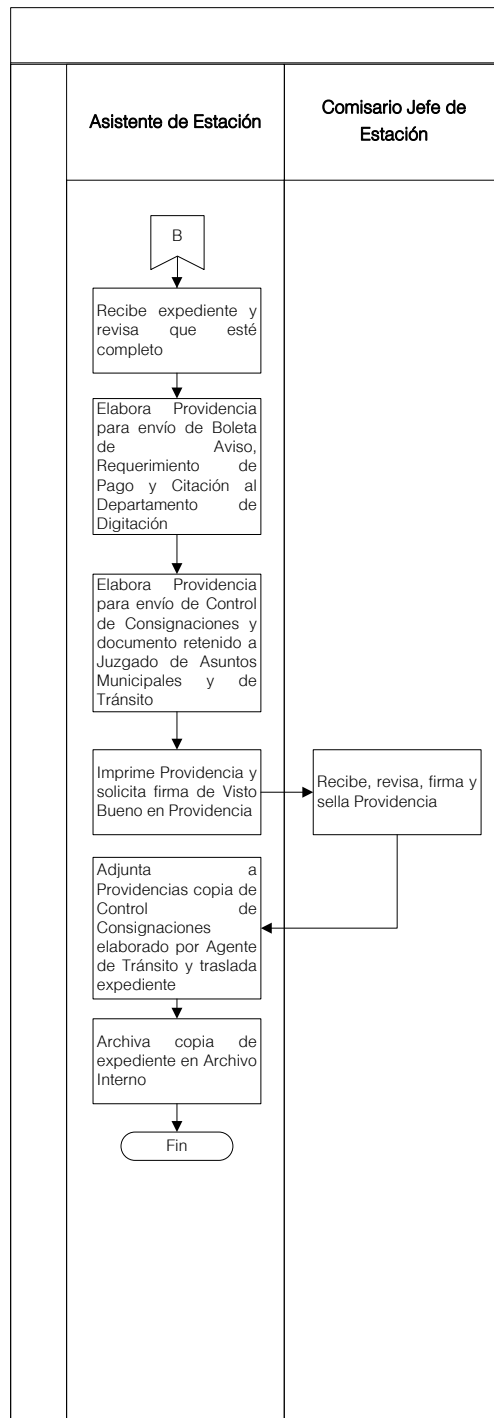 Asistente de Estación
Comisario Jefe de
Estación
B
Recibe expediente y
revisa que esté
completo
Elabora Providencia
para envío de Boleta
de Aviso,
Requerimiento de
Pago y Citación al
Departamento de
Digitación
Elabora Providencia
para envío de Control
de Consignaciones y
documento retenido a
Juzgado de Asuntos
Municipales y de
Tránsito
Imprime Providencia y
solicita firma de Visto
Bueno en Providencia
Recibe, revisa, firma y
sella Providencia
Adjunta a
Providencias copia de
Control de
Consignaciones
elaborado por Agente
de Tránsito y traslada
expediente
Archiva copia de
expediente en Archivo
Interno
Fin